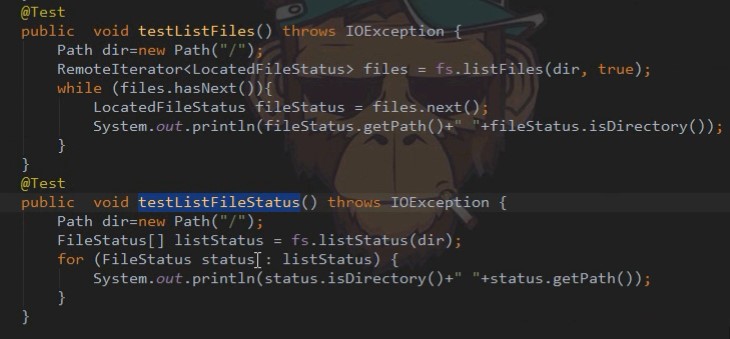 @Test
public  void testListFiles() throws IOException {
    Path dir=new Path("/");
    RemoteIterator<LocatedFileStatus> files = fs.listFiles(dir, true);
    while (files.hasNext()){
        LocatedFileStatus fileStatus = files.next();
        System.out.println(fileStatus.getPath()+" "+fileStatus.isDirectory());
    }
}
@Test
public  void testListFileStatus() throws IOException {
    Path dir=new Path("/");
    FileStatus[] listStatus = fs.listStatus(dir);
    for (FileStatus status : listStatus) {
        System.out.println(status.isDirectory()+" "+status.getPath());
    }
}